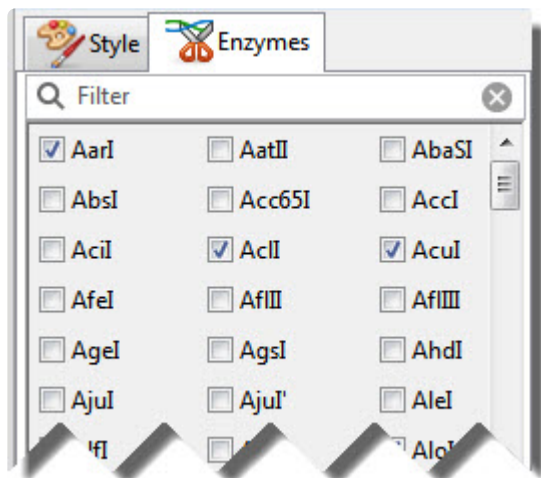 Style Enzymes
Filter
AarI AatII AbaSI
AbsI Acc65I AccI
AciI AclI AcuI
AfeI AflII AflIII
AgeI AgsI AhdI
AjuI AjuI' AleI